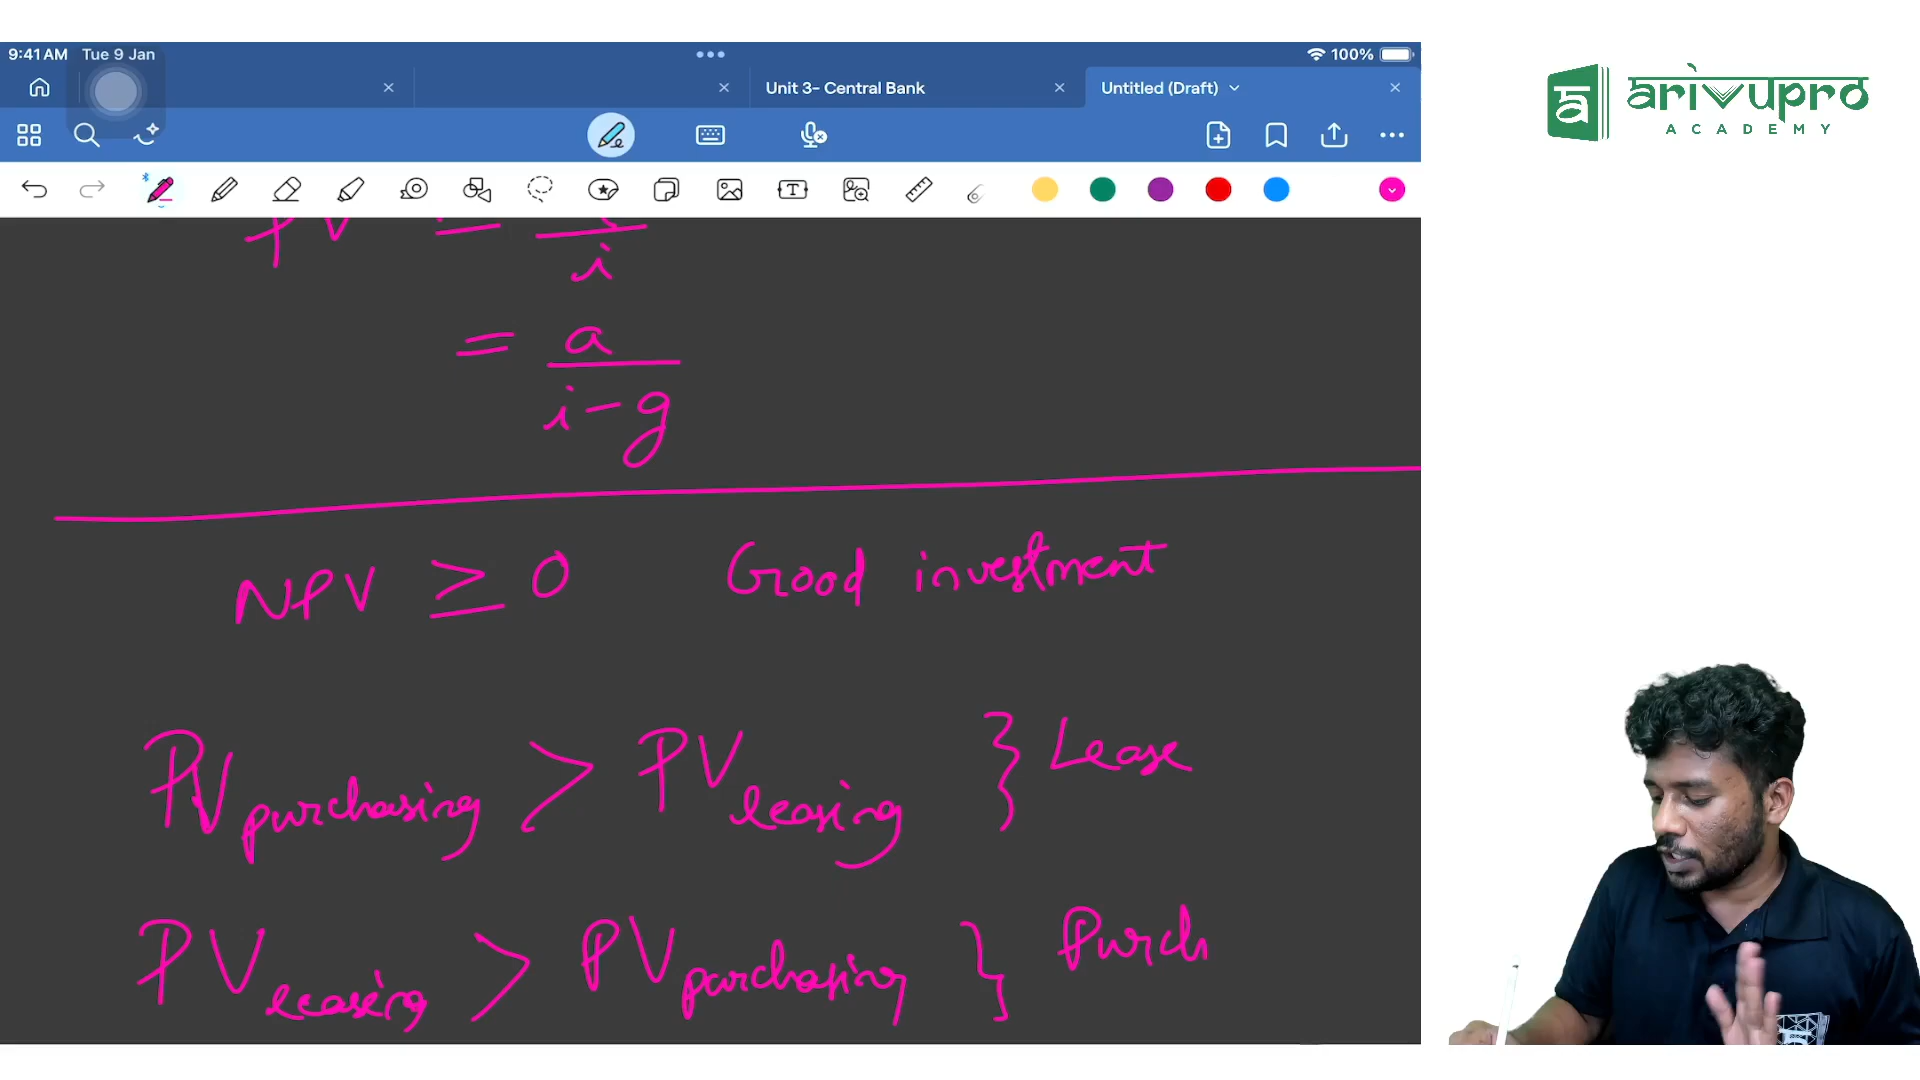 9:41 AM Tue 9 Jan
100%
Unit 3- Central Bank
Untitled (Draft)
arivupro
ACADEMY
PV =
i
= a
i-g
NPV ≥ 0 Good investment
PV purchasing > PV leasing } Lease
PV leasing > PV purchasing } Purch